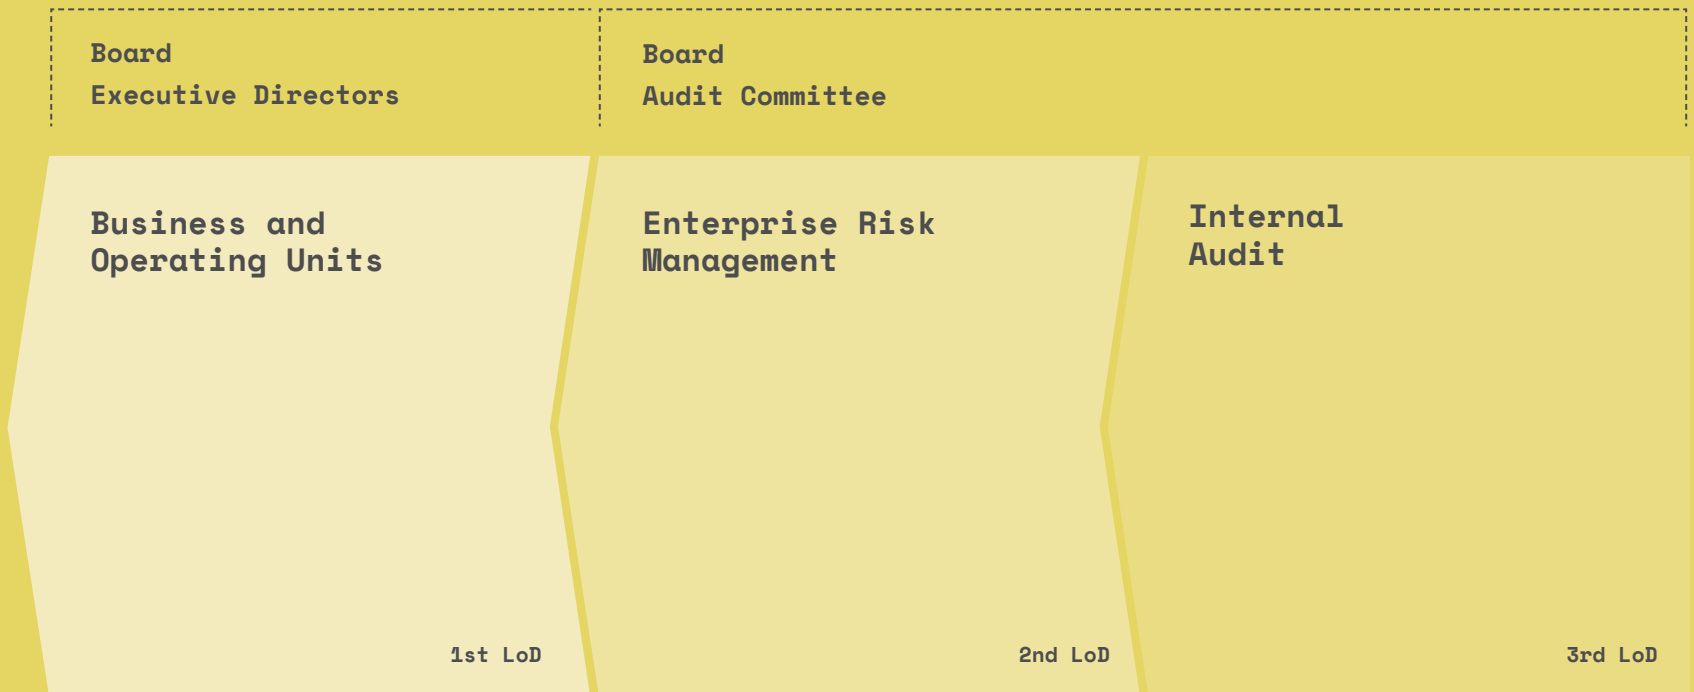 Board
Executive Directors
Board
Audit Committee
Business and
Operating Units
1st LoD
Enterprise Risk
Management
2nd LoD
Internal
Audit
3rd LoD